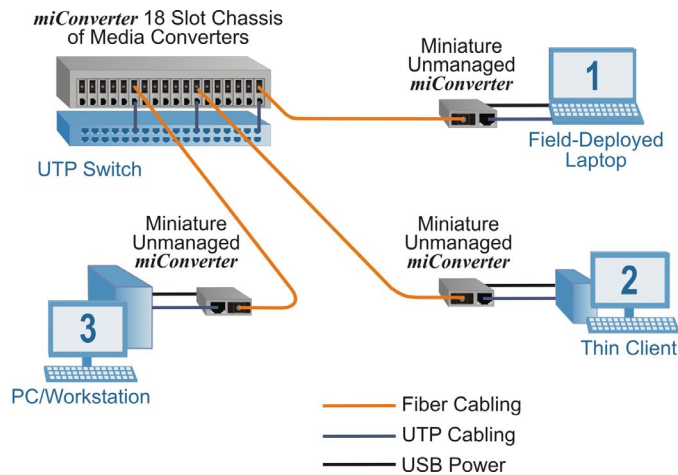 miConverter 18 Slot Chassis
of Media Converters
UTP Switch
Miniature
Unmanaged
miConverter
1
Field-Deployed
Laptop
Miniature
Unmanaged
miConverter
3
PC/Workstation
Miniature
Unmanaged
miConverter
2
Thin Client
Fiber Cabling
UTP Cabling
USB Power